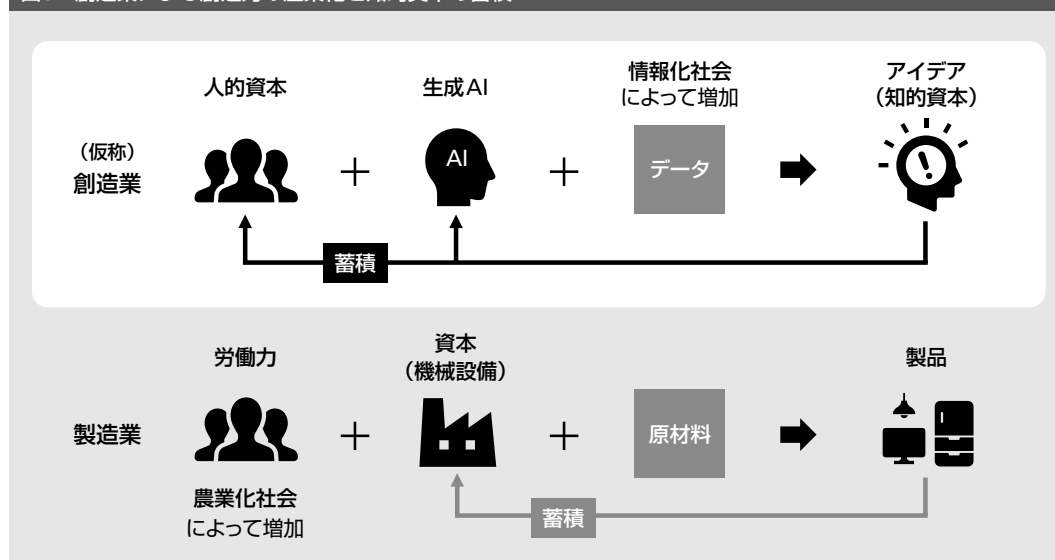 人的資本
生成AI
情報化社会
によって増加
アイデア
（知的資本）
（仮称）
創造業
＋
AI
＋
データ
蓄積
労働力
資本
（機械設備）
製品
製造業
＋
＋
原材料
農業化社会
によって増加
蓄積